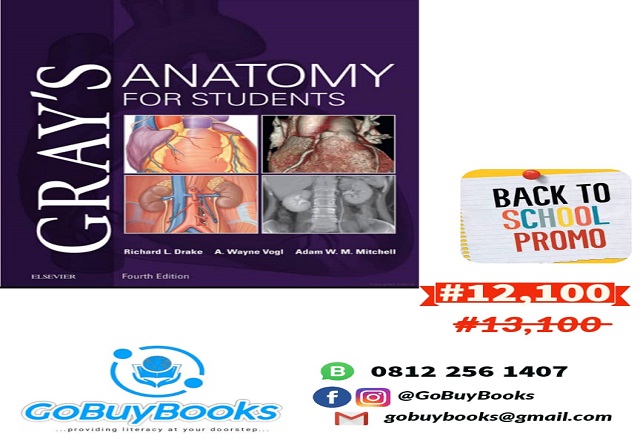 GRAY'S
ANATOMY
FOR STUDENTS
Richard L. Drake A. Wayne Vogl Adam W. M. Mitchell
ELSEVIER Fourth Edition
BACK TO
SCHOOL
PROMO
#12,100
#13,100
GoBuyBooks
...providing literacy at your doorstep...
B 0812 256 1407
f @GoBuyBooks
gobuybooks@gmail.com